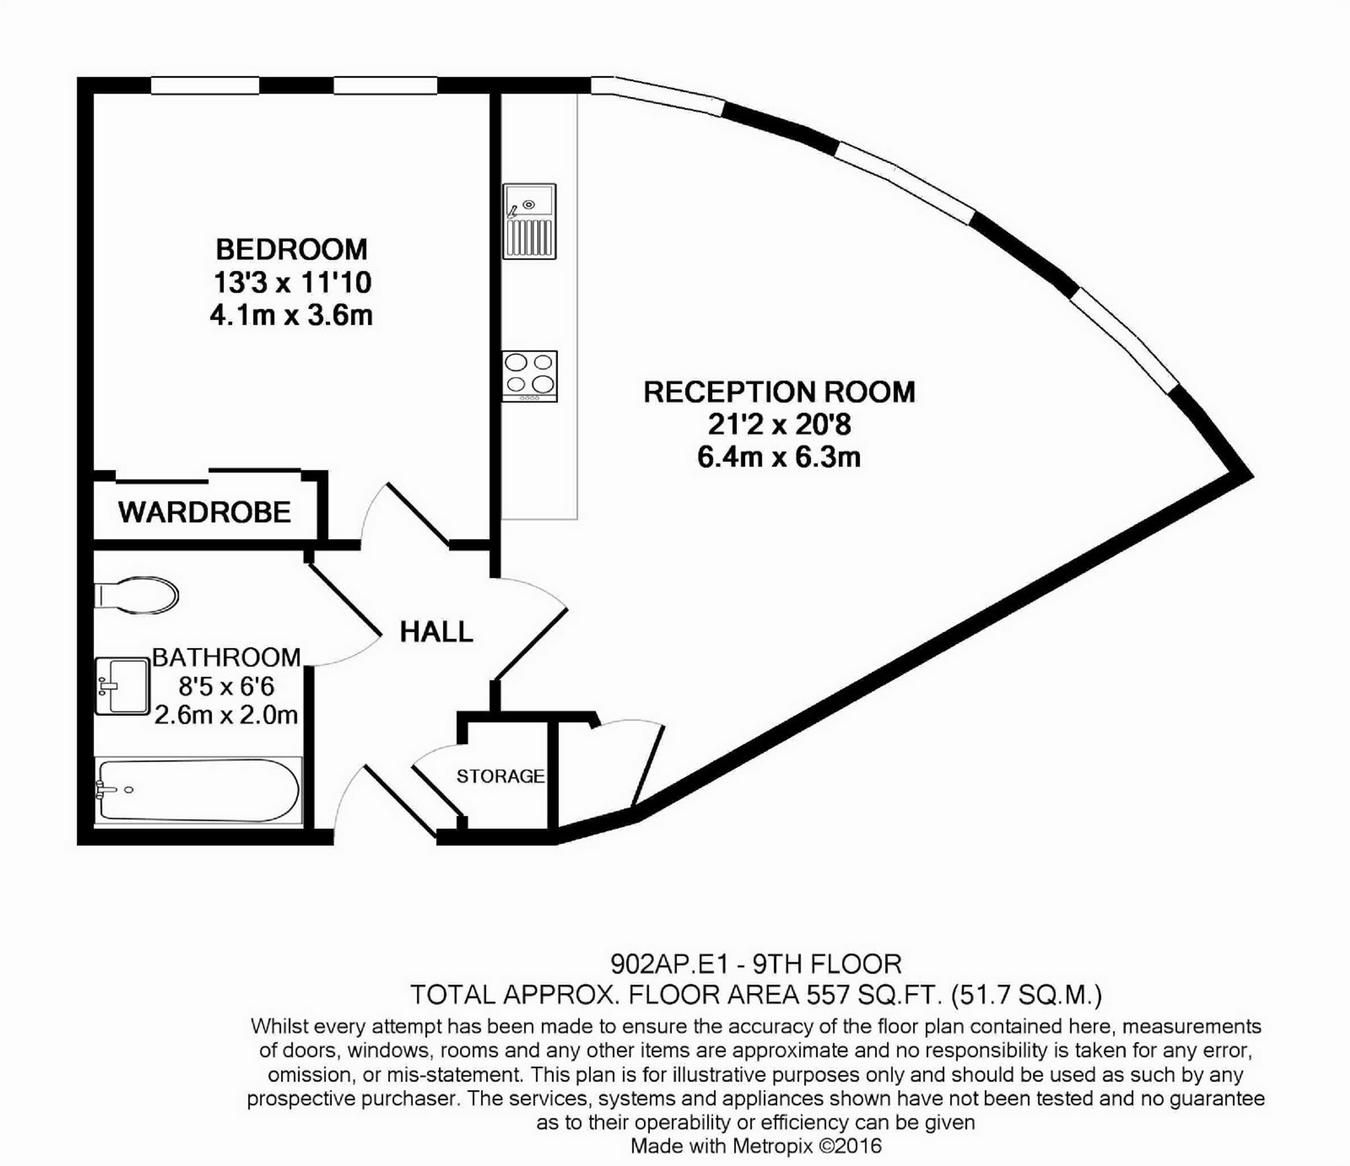 BEDROOM
13'3 x 11'10
4.1m x 3.6m
RECEPTION ROOM
21'2 x 20'8
6.4m x 6.3m
WARDROBE
HALL
BATHROOM
8'5 x 6'6
2.6m x 2.0m
STORAGE
902AP.E1 - 9TH FLOOR
TOTAL APPROX. FLOOR AREA 557 SQ.FT. (51.7 SQ.M.)
Whilst every attempt has been made to ensure the accuracy of the floor plan contained here, measurements
of doors, windows, rooms and any other items are approximate and no responsibility is taken for any error,
omission, or mis-statement. This plan is for illustrative purposes only and should be used as such by any
prospective purchaser. The services, systems and appliances shown have not been tested and no guarantee
as to their operability or efficiency can be given
Made with Metropix ©2016